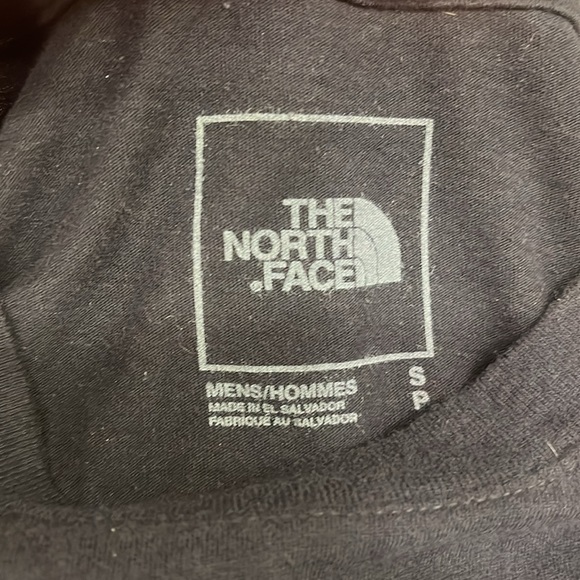 THE
NORTH
FACE
MENS/HOMMES S
MADE IN EL SALVADOR P
FABRIQUÉ AU SALVADOR